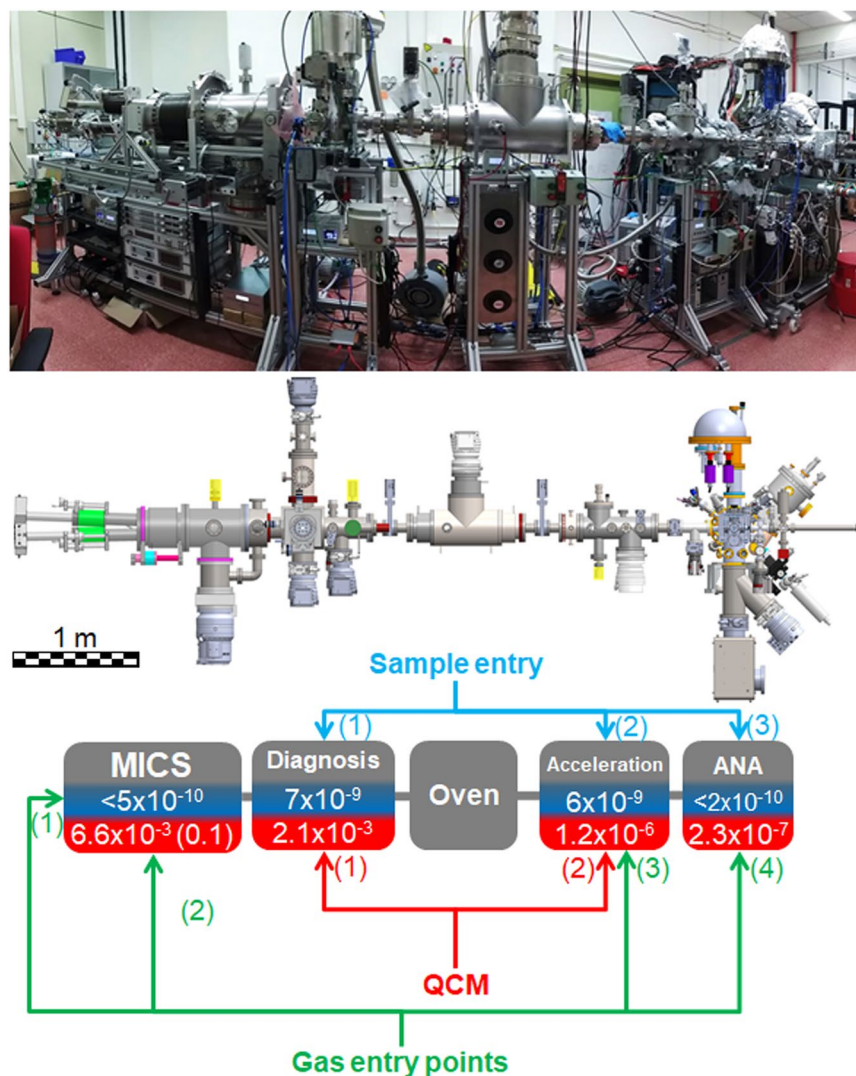 1 m
Sample entry
(1) (2) (3)
MICS Diagnosis Oven Acceleration ANA
<5x10⁻¹⁰ 7x10⁻⁹ 6x10⁻⁹ <2x10⁻¹⁰
(1) 6.6x10⁻³ (0.1) 2.1x10⁻³ 1.2x10⁻⁶ 2.3x10⁻⁷
(1) (2) (3) (4)
(2)
QCM
Gas entry points